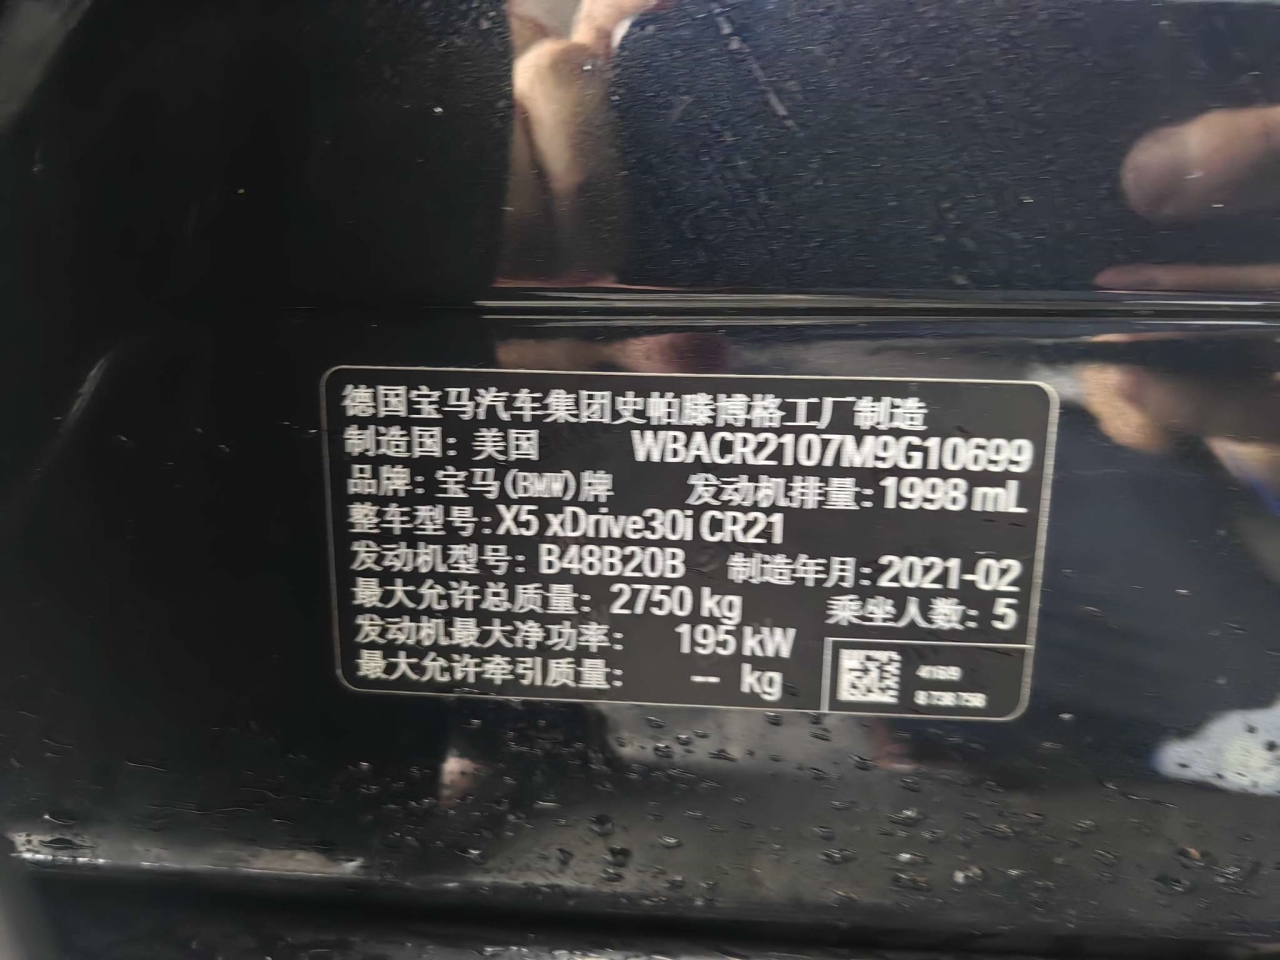 德国宝马汽车集团史帕滕博格工厂制造
制造国：美国 WBACR2107M9G10699
品牌：宝马(BMW)牌 发动机排量：1998 mL
整车型号：X5 xDrive30i CR21
发动机型号：B48B20B 制造年月：2021-02
最大允许总质量：2750 kg 乘坐人数：5
发动机最大净功率：195 kW
最大允许牵引质量：-- kg